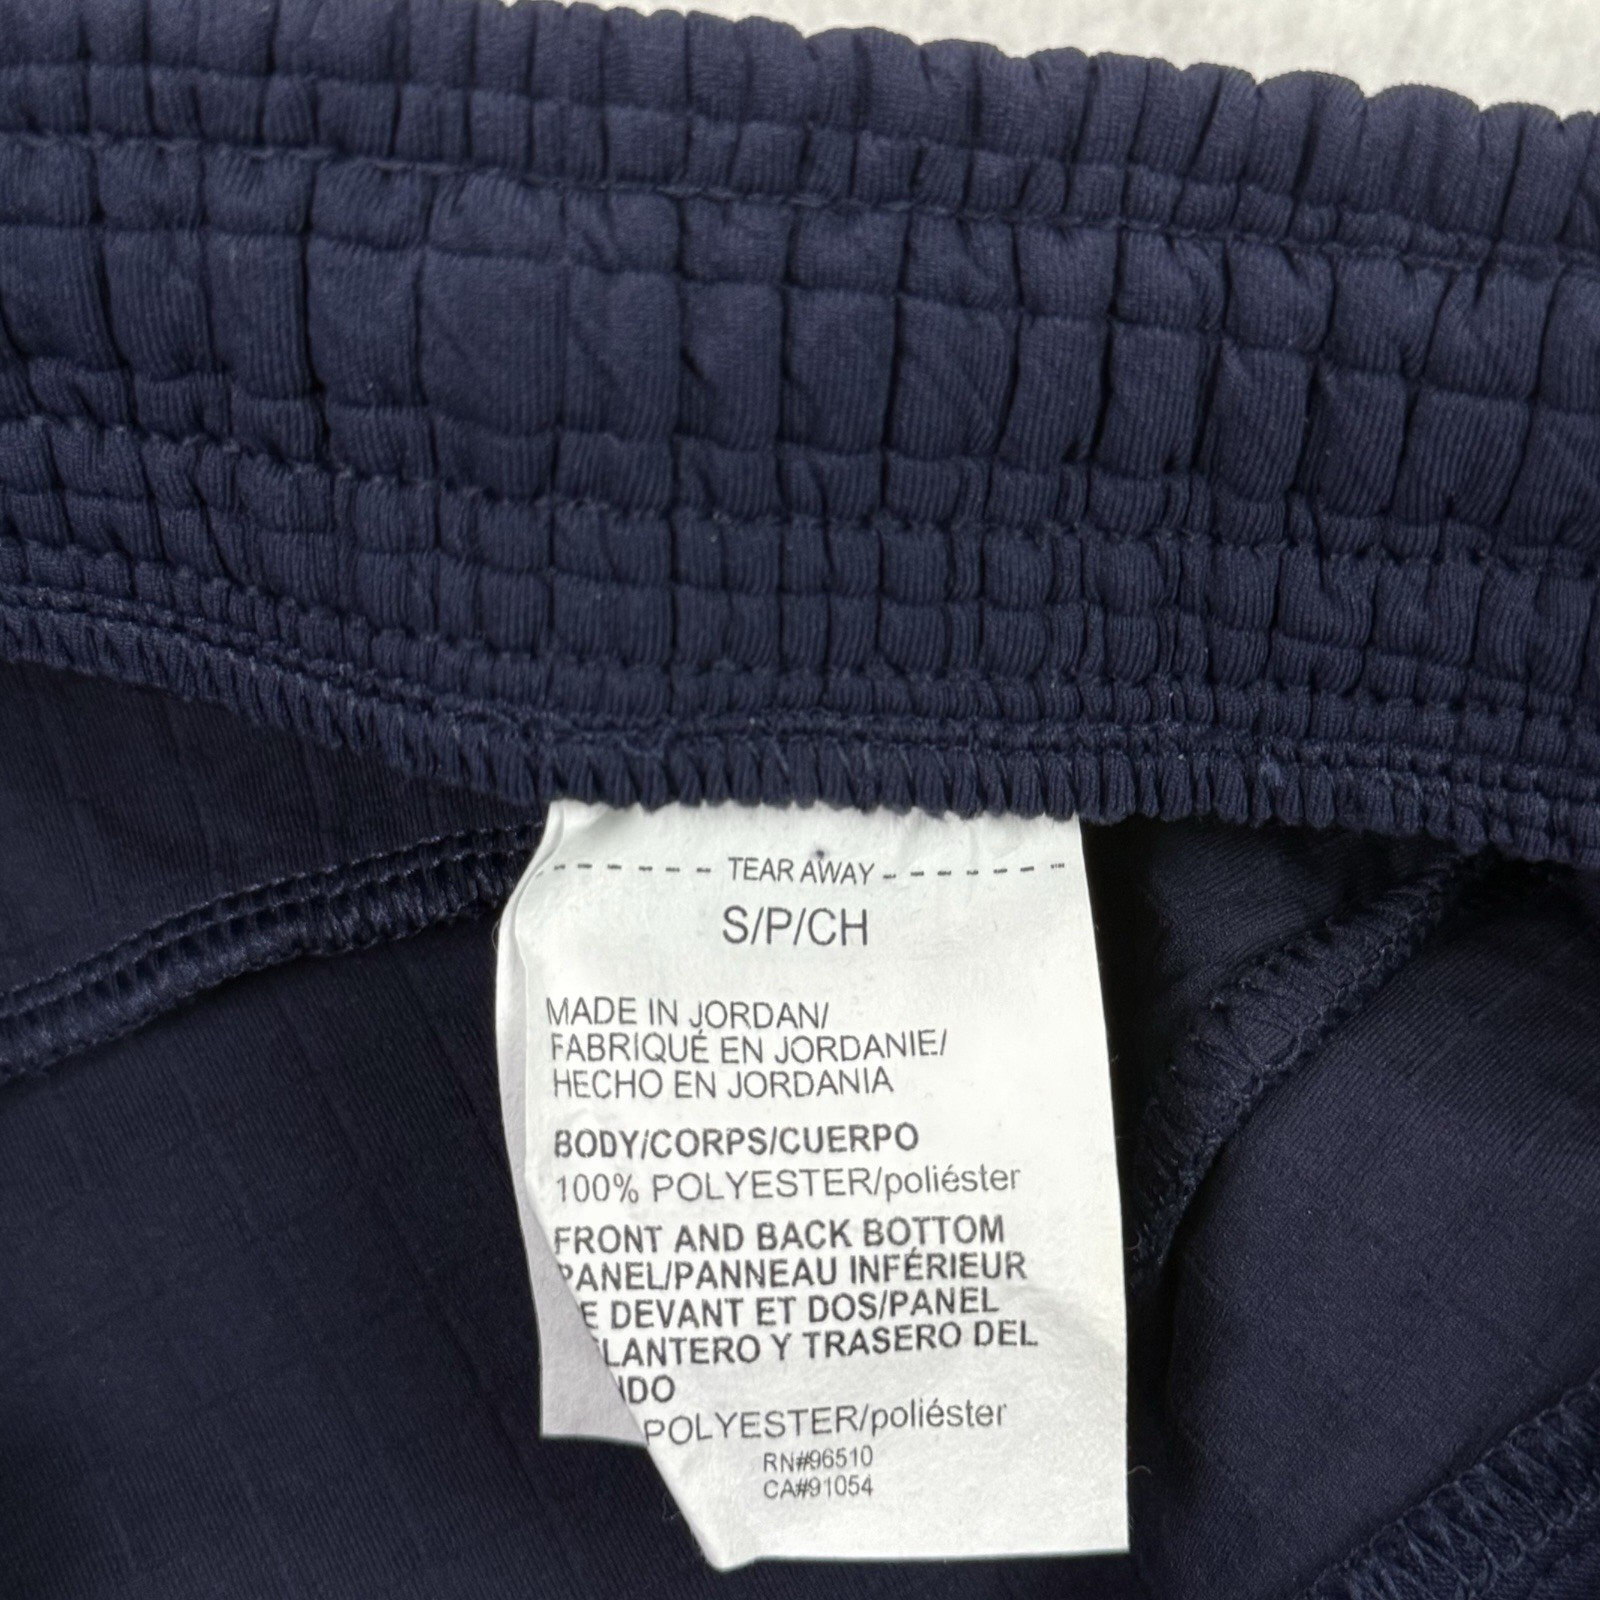 TEAR AWAY
S/P/CH
MADE IN JORDAN/
FABRIQUÉ EN JORDANIE/
HECHO EN JORDANIA
BODY/CORPS/CUERPO
100% POLYESTER/poliéster
FRONT AND BACK BOTTOM
PANEL/PANNEAU INFÉRIEUR
DEVANT ET DOS/PANEL
Y TRASERO DEL
POLYESTER/poliéster
RN#96510
CA#91054